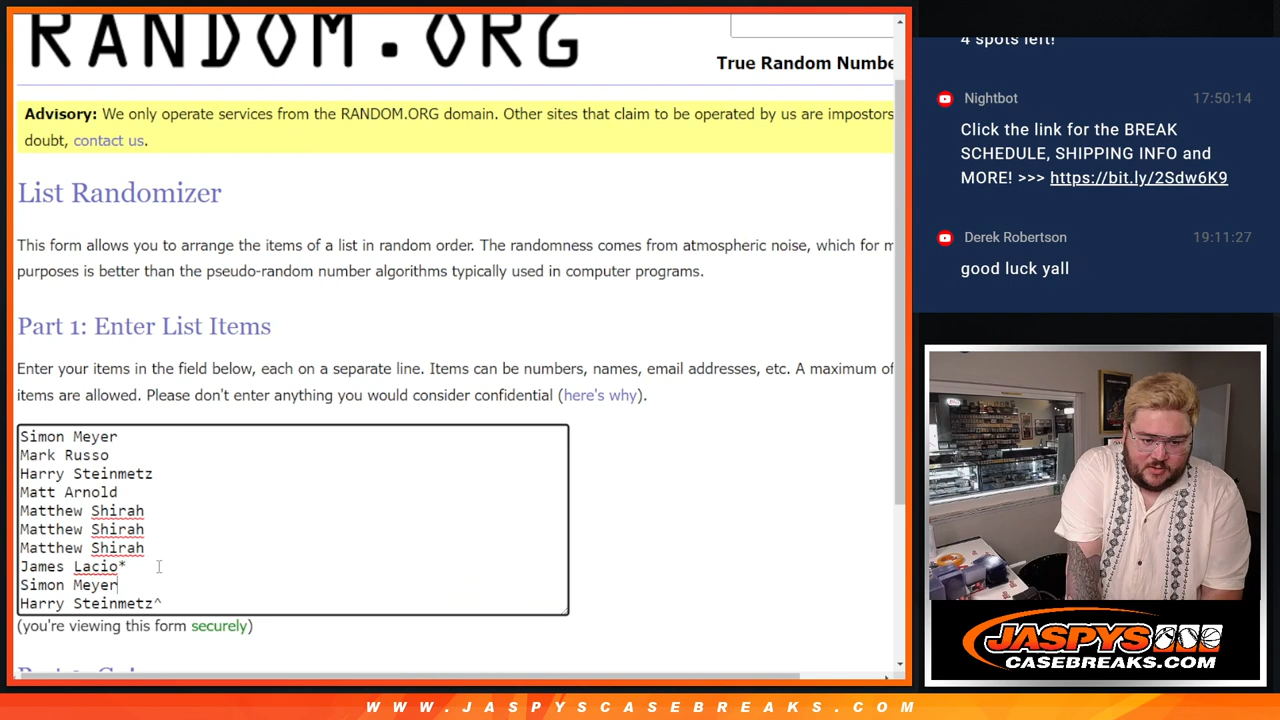 RANDOM.ORG
True Random Numbe
Advisory: We only operate services from the RANDOM.ORG domain. Other sites that claim to be operated by us are impostors
doubt, contact us.
List Randomizer
This form allows you to arrange the items of a list in random order. The randomness comes from atmospheric noise, which for m
purposes is better than the pseudo-random number algorithms typically used in computer programs.
Part 1: Enter List Items
Enter your items in the field below, each on a separate line. Items can be numbers, names, email addresses, etc. A maximum of
items are allowed. Please don't enter anything you would consider confidential (here's why).
Simon Meyer
Mark Russo
Harry Steinmetz
Matt Arnold
Matthew Shirah
Matthew Shirah
Matthew Shirah
James Lacio*
Simon Meyer
Harry Steinmetz^
(you're viewing this form securely)
4 spots left!
Nightbot 17:50:14
Click the link for the BREAK
SCHEDULE, SHIPPING INFO and
MORE! >>> https://bit.ly/2Sdw6K9
Derek Robertson 19:11:27
good luck yall
JASPYS
CASEBREAKS.COM
WWW.JASPYSCASEBREAKS.COM